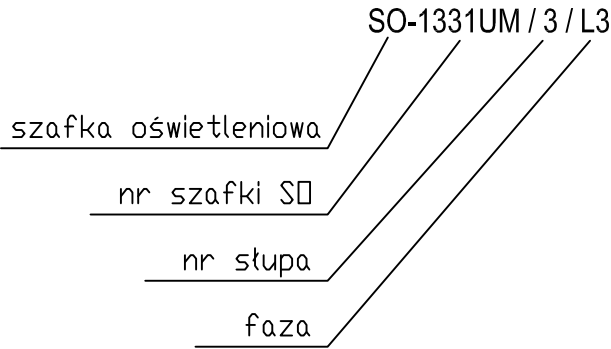 SO-1331UM / 3 / L3
szafka oświetleniowa
nr szafki SO
nr słupa
faza